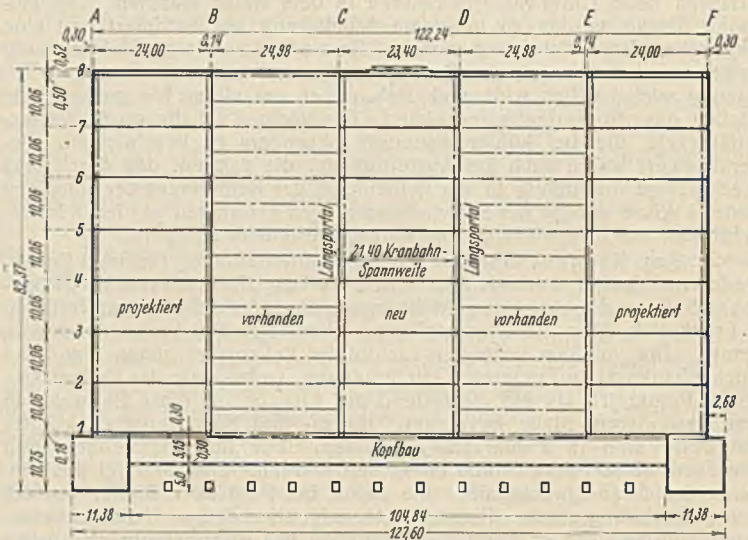 A B C D E F
0,30 122,24 0,30
24,00 0,14 24,98 23,40 24,98 0,14 24,00
0,52
8
0,50
10,06
7
10,06
6
10,06
5
Längsportal Längsportal
10,06
21,40 Kranbahn-
Spannweite
82,37
4
projektiert vorhanden neu vorhanden projektiert
10,06
3
10,06
2
10,06
0,30 2,68
1
0,15 5,15 0,30 Kopfbau
10,75
5,0
11,38 104,84 11,38
127,60